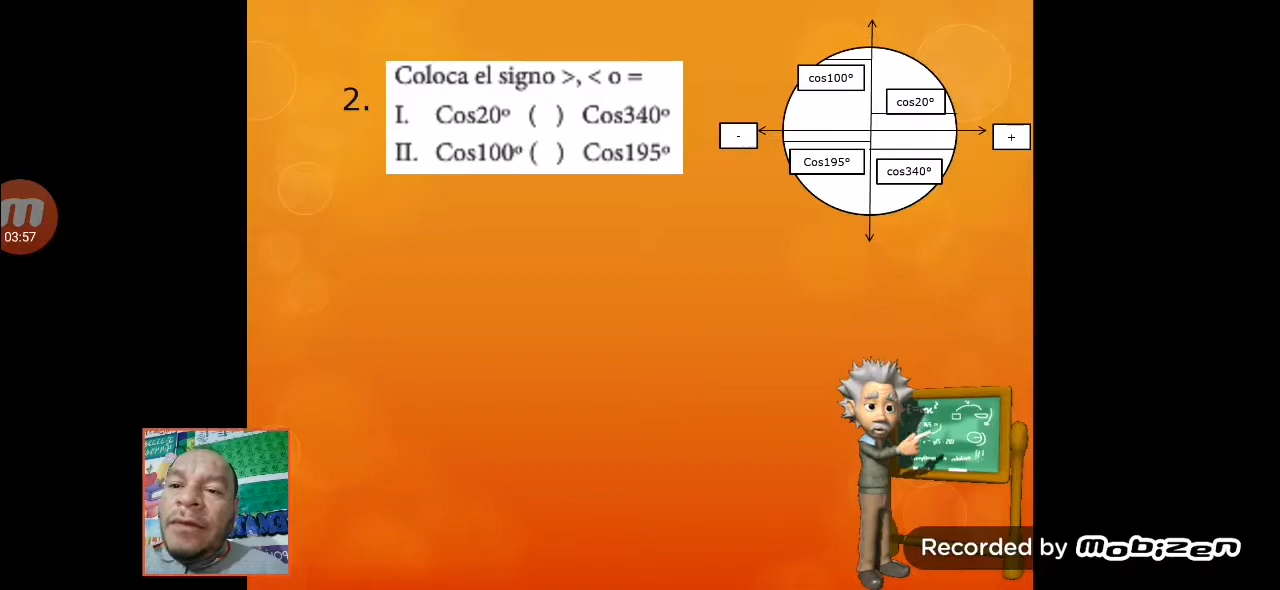 2.
Coloca el signo >, < o =
I. Cos20º ( ) Cos340º
II. Cos100º ( ) Cos195º
cos100°
cos20°
-
+
Cos195°
cos340°
03:57
Recorded by mobizen